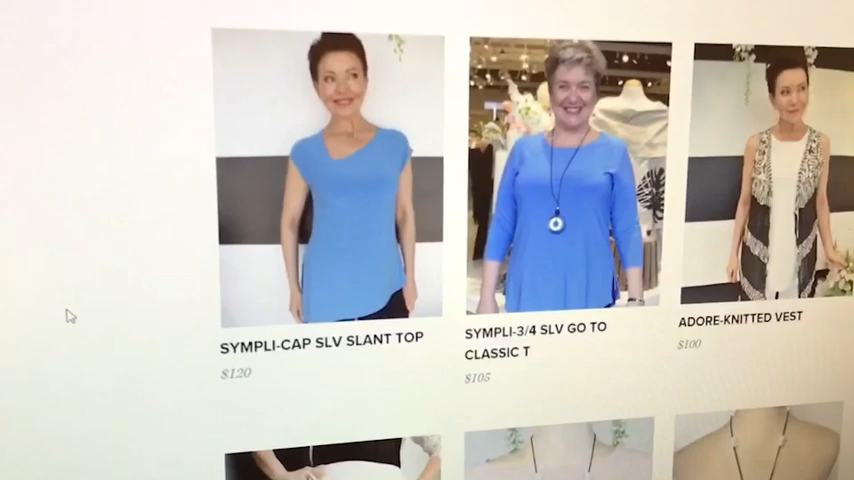 SYMPLI-CAP SLV SLANT TOP
$120
SYMPLI-3/4 SLV GO TO
CLASSIC T
$105
ADORE-KNITTED VEST
$100